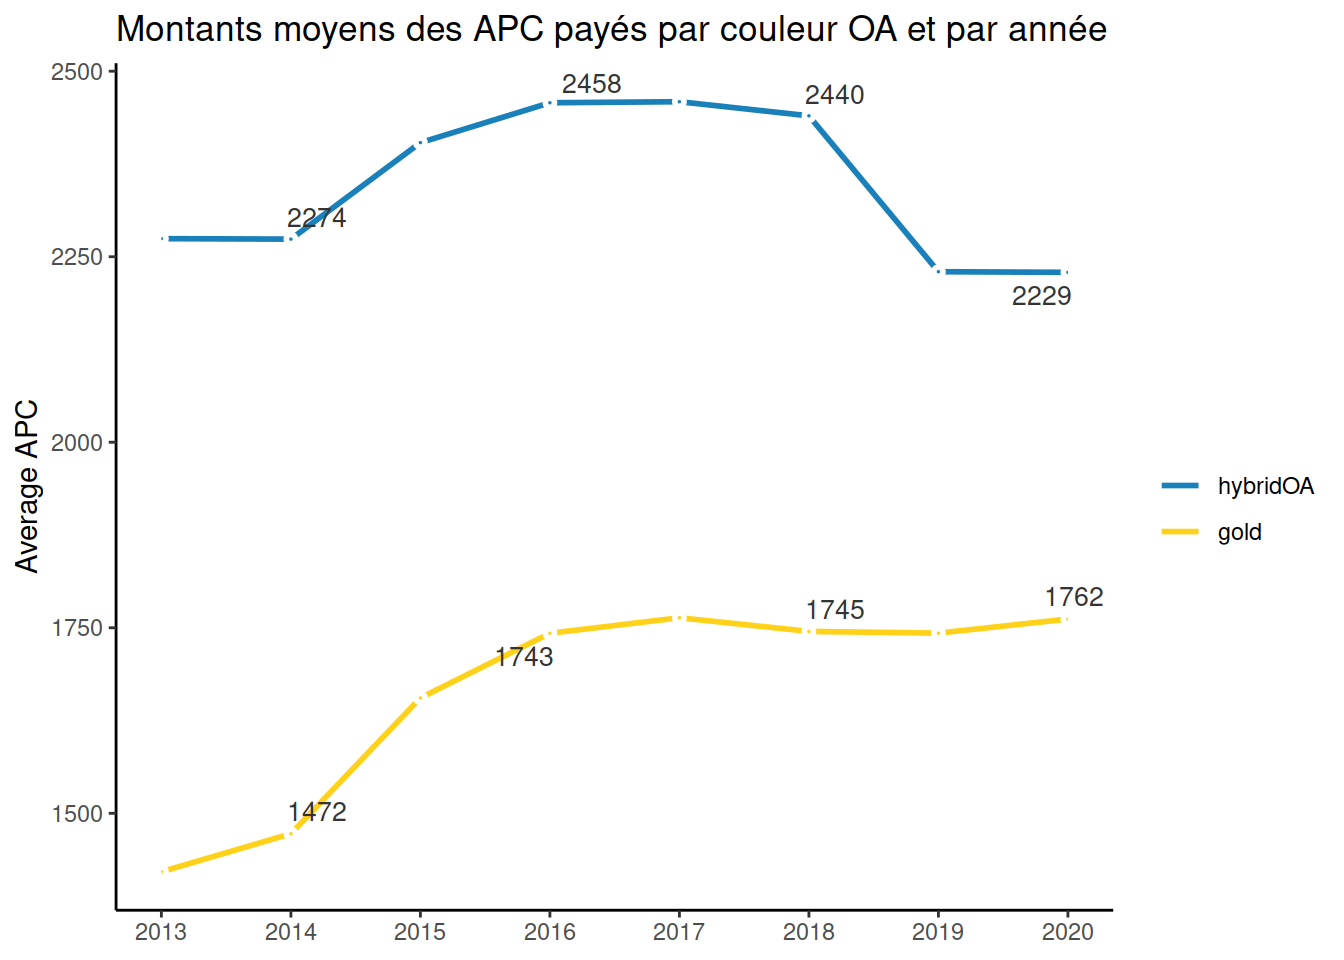 Montants moyens des APC payés par couleur OA et par année
Average APC
2500
2250
2000
1750
1500
2458
2440
2274
2229
1762
1745
1743
1472
hybridOA
gold
2013 2014 2015 2016 2017 2018 2019 2020